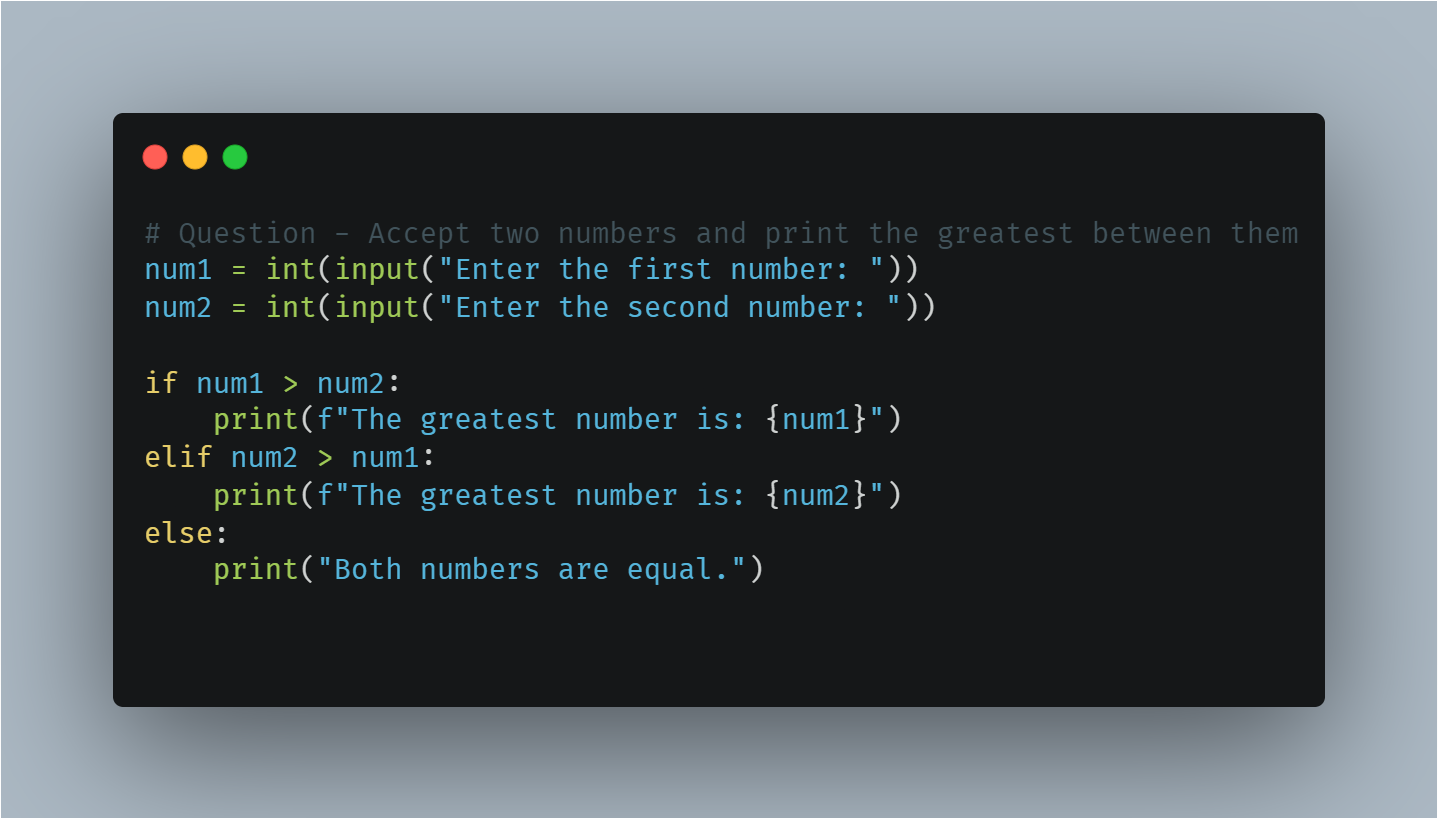 # Question - Accept two numbers and print the greatest between them
num1 = int(input("Enter the first number: "))
num2 = int(input("Enter the second number: "))

if num1 > num2:
    print(f"The greatest number is: {num1}")
elif num2 > num1:
    print(f"The greatest number is: {num2}")
else:
    print("Both numbers are equal.")